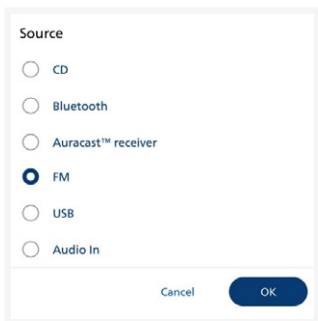 Source
CD
Bluetooth
Auracast™ receiver
FM
USB
Audio In
Cancel OK